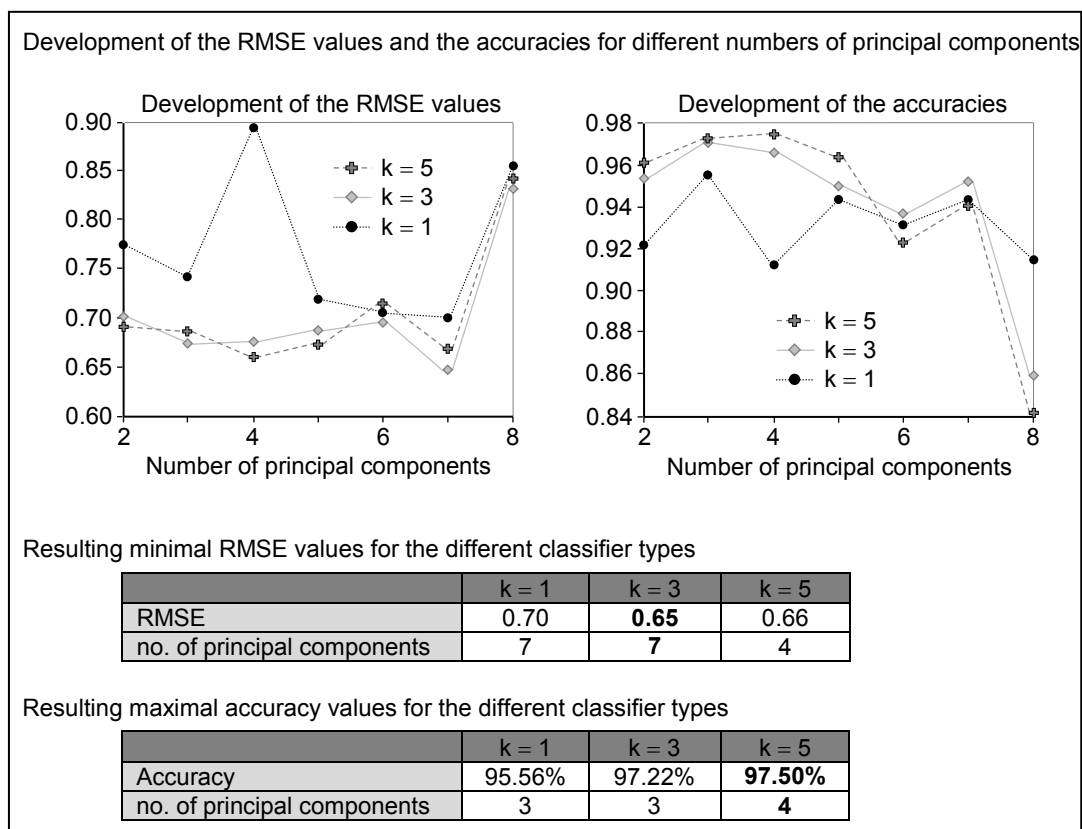 Development of the RMSE values and the accuracies for different numbers of principal components
Development of the RMSE values
0.90
0.85
0.80
0.75
0.70
0.65
0.60
k = 5
k = 3
k = 1
2 4 6 8
Number of principal components
Development of the accuracies
0.98
0.96
0.94
0.92
0.90
0.88
0.86
0.84
k = 5
k = 3
k = 1
2 4 6 8
Number of principal components
Resulting minimal RMSE values for the different classifier types
k = 1 k = 3 k = 5
RMSE 0.70 0.65 0.66
no. of principal components 7 7 4
Resulting maximal accuracy values for the different classifier types
k = 1 k = 3 k = 5
Accuracy 95.56% 97.22% 97.50%
no. of principal components 3 3 4